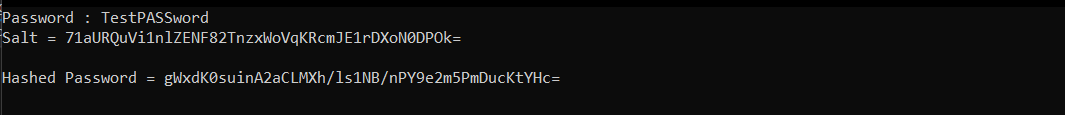 Password : TestPASSword
Salt = 71aURQuVi1nlZENF82TnzxWoVqKRcmJE1rDXoN0DPOk=
Hashed Password = gWxdK0suinA2aCLMXh/ls1NB/nPY9e2m5PmDucKtYHc=